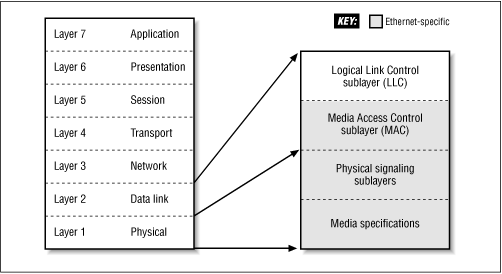 KEY: Ethernet-specific
Layer 7 Application
Layer 6 Presentation
Layer 5 Session
Layer 4 Transport
Layer 3 Network
Layer 2 Data link
Layer 1 Physical
Logical Link Control
sublayer (LLC)
Media Access Control
sublayer (MAC)
Physical signaling
sublayers
Media specifications